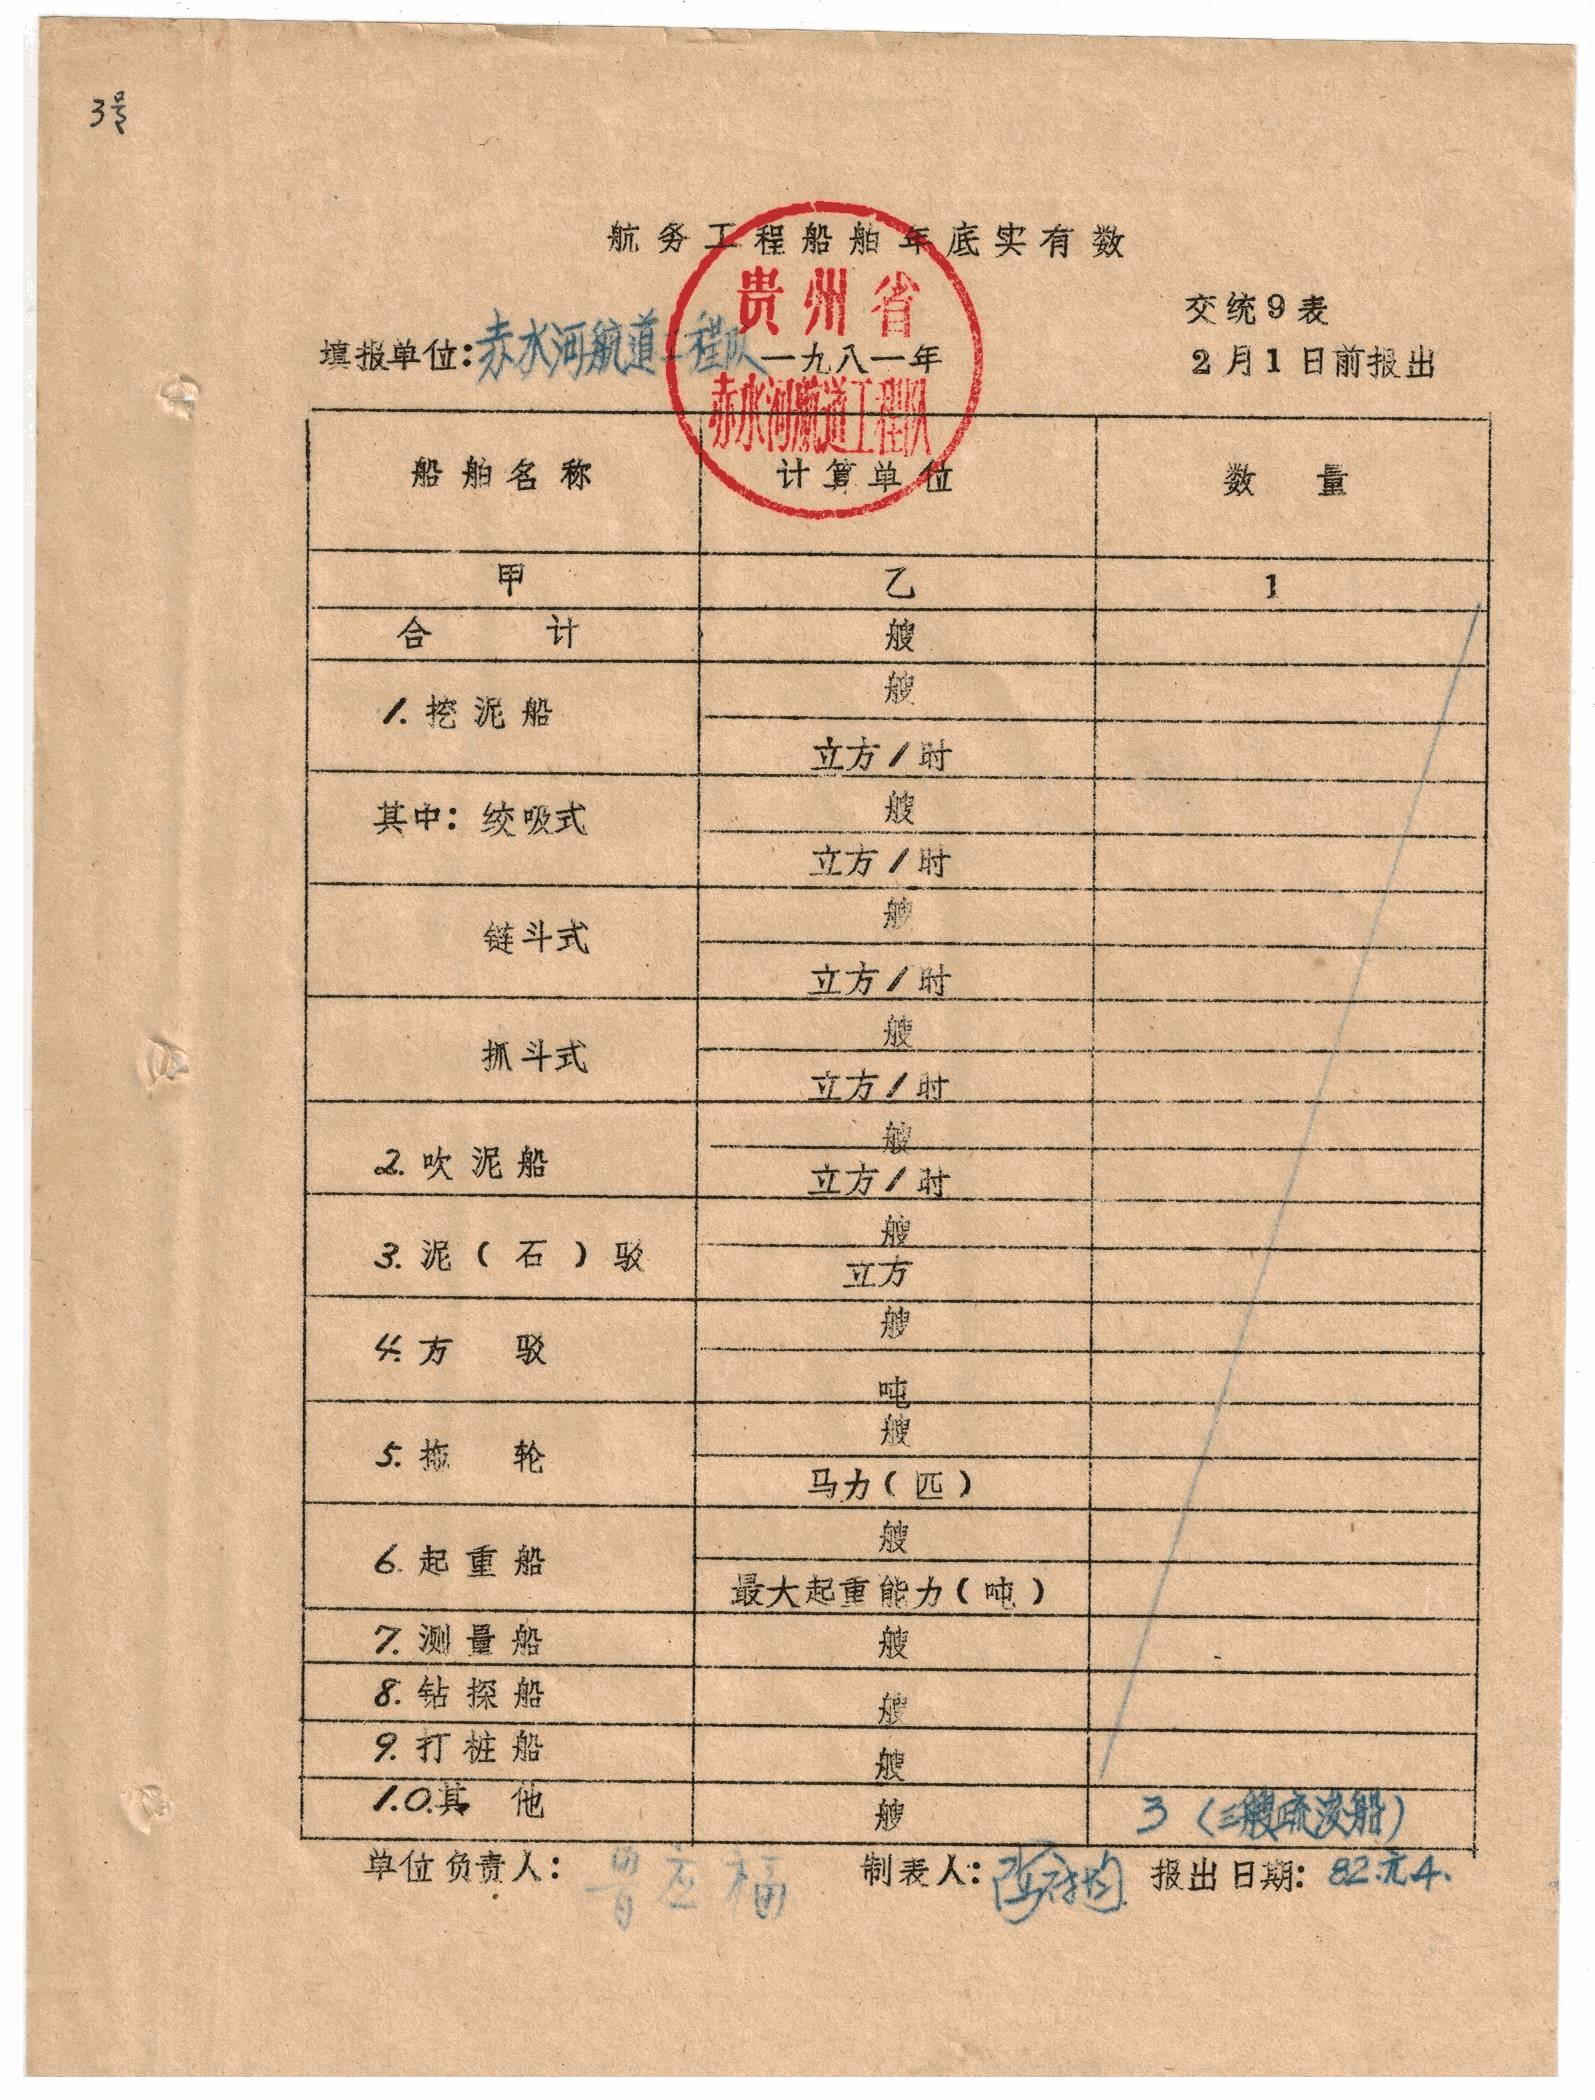 3号
航务工程船舶年底实有数
贵州省
交统9表
填报单位：赤水河航道工程队
一九八一年
2月1日前报出
赤水河航道工程队
船舶名称 计算单位 数量
甲 乙 1
合计 艘
1.挖泥船 艘
立方/时
其中：绞吸式 艘
立方/时
链斗式 艘
立方/时
抓斗式 艘
立方/时
2.吹泥船 艘
立方/时
3.泥（石）驳 艘
立方
4.方驳 艘
吨
5.拖轮 艘
马力（匹）
6.起重船 艘
最大起重能力（吨）
7.测量船 艘
8.钻探船 艘
9.打桩船 艘
1.0.其他 艘 3（三艘疏浚船）
单位负责人： 制表人： 报出日期：82.元.4.